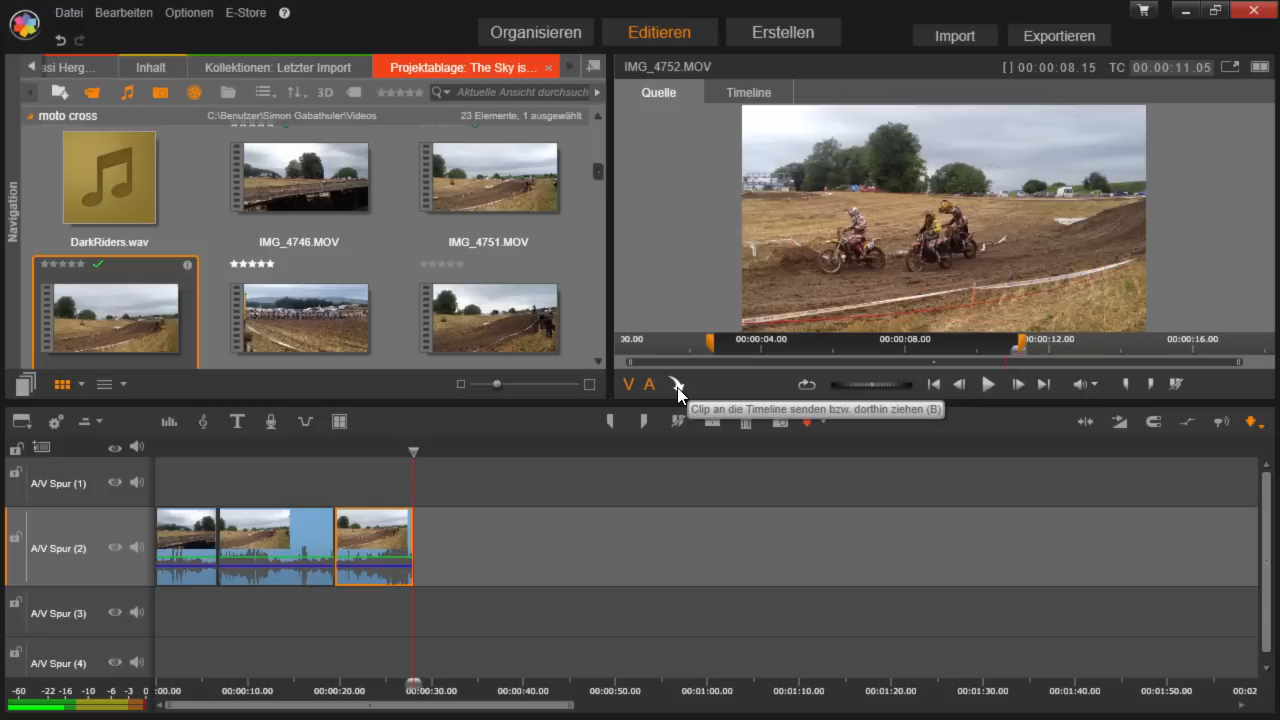 Datei Bearbeiten Optionen E-Store
Organisieren Editieren Erstellen Import Exportieren
asi Herg... Inhalt Kollektionen: Letzter Import Projektablage: The Sky is... ×
IMG_4752.MOV [ ] 00:00:08.15 TC 00:00:11.05
3D Aktuelle Ansicht durchsuch
Quelle Timeline
Navigation
moto cross C:\Benutzer\Simon Gabathuler\Videos 23 Elemente, 1 ausgewählt
DarkRiders.wav IMG_4746.MOV IMG_4751.MOV
00.00 00:00:04.00 00:00:08.00 00:00:12.00 00:00:16.00
V A
Clip an die Timeline senden bzw. dorthin ziehen (B)
T
A/V Spur (1)
A/V Spur (2)
A/V Spur (3)
A/V Spur (4)
-60 -22 -16 -10 -6 -3 0 :00.00 00:00:10.00 00:00:20.00 00:00:30.00 00:00:40.00 00:00:50.00 00:01:00.00 00:01:10.00 00:01:20.00 00:01:30.00 00:01:40.00 00:01:50.00 00:02